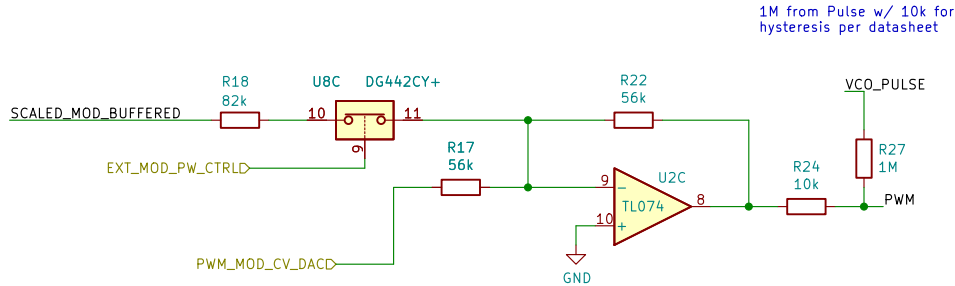 1M from Pulse w/ 10k for
hysteresis per datasheet
R18
82k
U8C
DG442CY+
R22
56k
VCO_PULSE
SCALED_MOD_BUFFERED
10
11
9
EXT_MOD_PW_CTRL
R17
56k
R27
1M
R24
10k
U2C
TL074
9
10
8
PWM
PWM_MOD_CV_DAC
GND
−
+